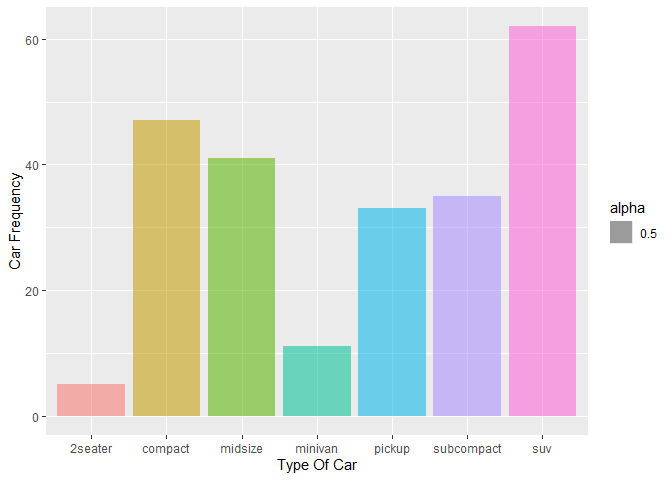 60
40
20
0
Car Frequency
2seater compact midsize minivan pickup subcompact suv
Type Of Car
alpha
0.5